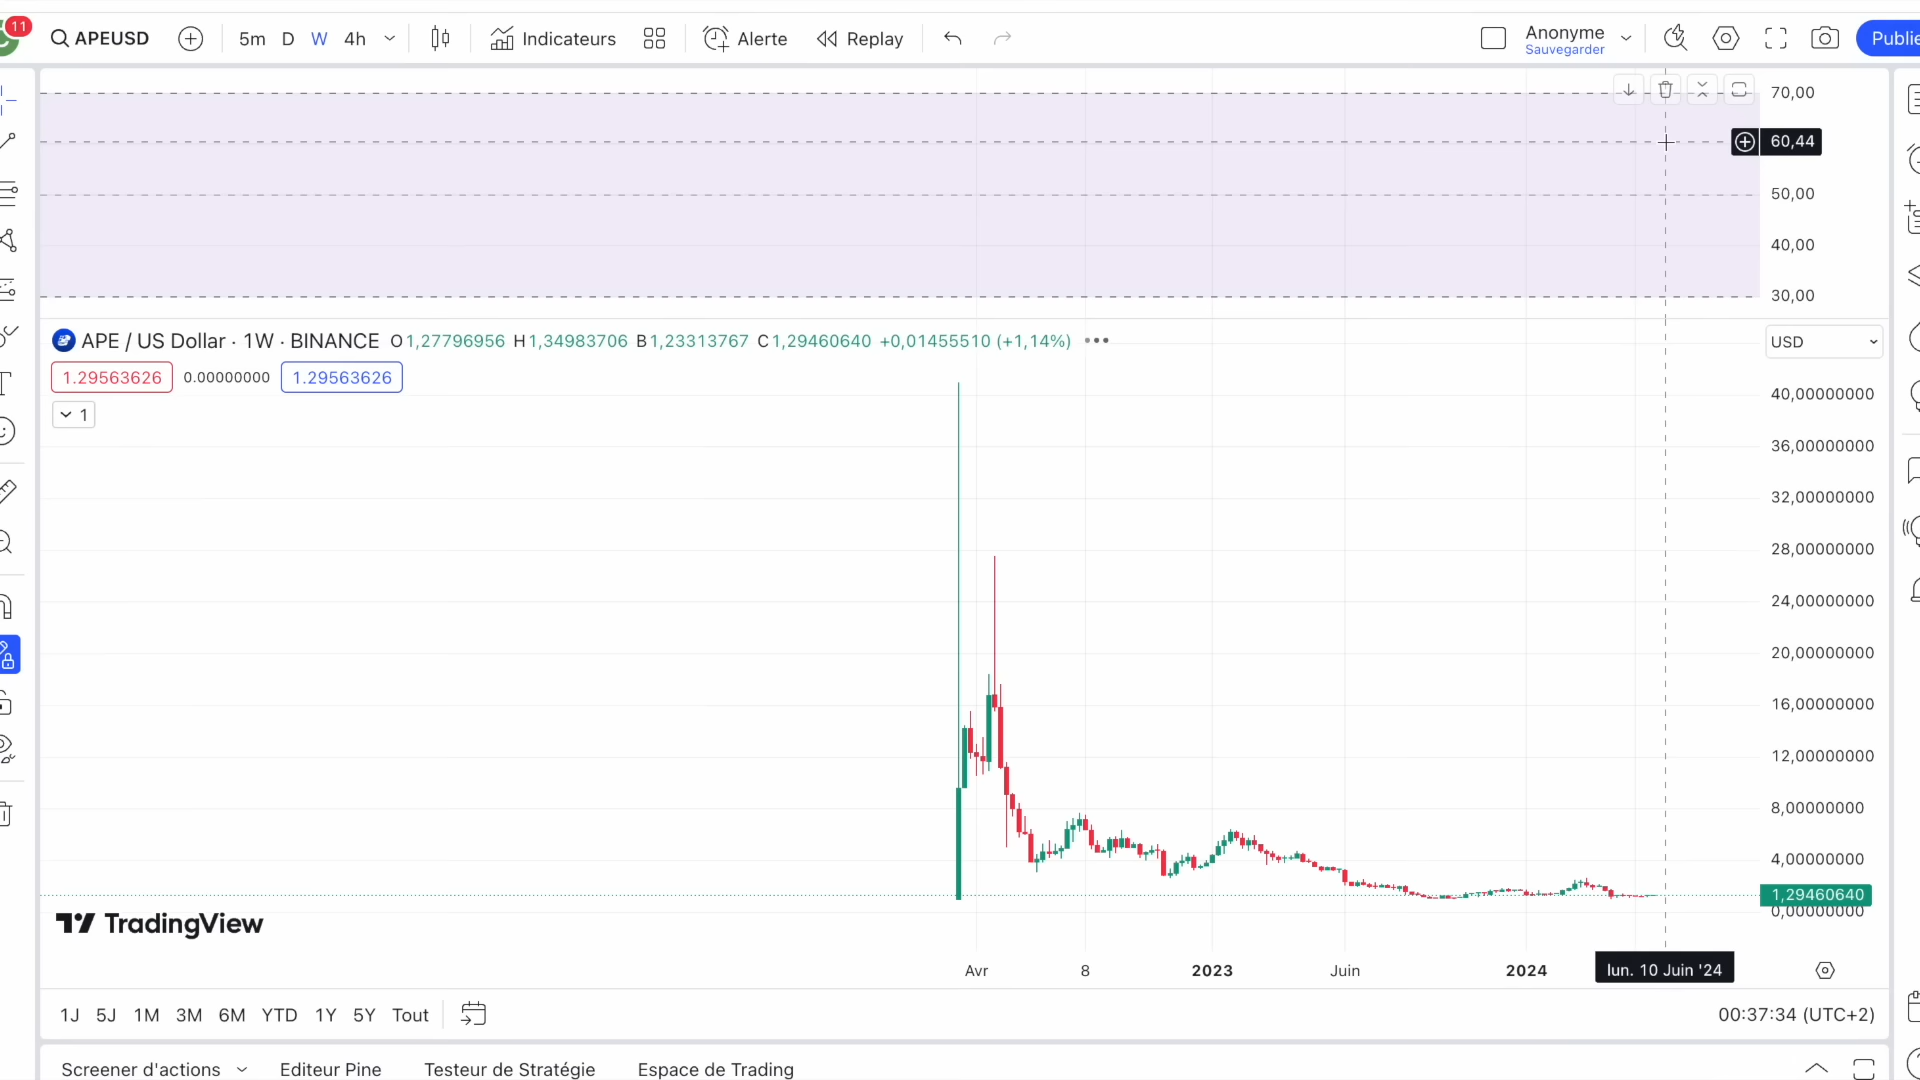 11
APEUSD
5m D W 4h
Indicateurs
Alerte
Replay
Anonyme
Sauvegarder
70,00
60,44
50,00
40,00
30,00
APE / US Dollar · 1W · BINANCE O1,27796956 H1,34983706 B1,23313767 C1,29460640 +0,01455510 (+1,14%)
USD
1.29563626 0.00000000 1.29563626
1
40,00000000
36,00000000
32,00000000
28,00000000
24,00000000
20,00000000
16,00000000
12,00000000
8,00000000
4,00000000
1,29460640
0,00000000
TradingView
Avr 8 2023 Juin 2024 lun. 10 Juin '24
1J 5J 1M 3M 6M YTD 1Y 5Y Tout
00:37:34 (UTC+2)
Screener d'actions Editeur Pine Testeur de Stratégie Espace de Trading